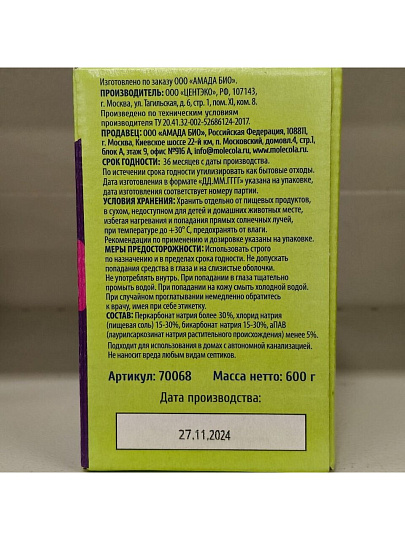 Изготовлено по заказу ООО «АМАДА БИО».
ПРОИЗВОДИТЕЛЬ: ООО «ЦЕНТЭКО», РФ, 107143,
г. Москва, ул. Тагильская, д. 6, стр. 1, пом. XI, ком. 8.
Произведено по техническим условиям
производителя ТУ 20.41.32-002-52686124-2017.
ПРОДАВЕЦ: ООО «АМАДА БИО», Российская Федерация, 108811,
г. Москва, Киевское шоссе 22-й км, п. Московский, домовл.4, стр.1,
блок А, этаж 9, офис №916 А, info@molecola.ru, www.molecola.ru.
СРОК ГОДНОСТИ: 36 месяцев с даты производства.
По истечении срока годности утилизировать как бытовые отходы.
Дата изготовления в формате «ДД.ММ.ГГГГ» указана на упаковке,
дата изготовления соответствует номеру партии.
УСЛОВИЯ ХРАНЕНИЯ: Хранить отдельно от пищевых продуктов,
в сухом, недоступном для детей и домашних животных месте,
избегая нагревания и попадания прямых солнечных лучей,
при температуре до +30° С, предохранять от влаги.
Рекомендации по применению и дозировке указаны на упаковке.
МЕРЫ ПРЕДОСТОРОЖНОСТИ: Использовать строго
по назначению и в пределах срока годности. Не допускать
попадания средства в глаза и на слизистые оболочки.
Не употреблять внутрь. При попадании в глаза тщательно
промыть водой. При попадании на кожу смыть холодной водой.
При случайном проглатывании немедленно обратитесь
к врачу, имея при себе этикетку.
СОСТАВ: Перкарбонат натрия более 30%, хлорид натрия
(пищевая соль) 15-30%, бикарбонат натрия 15-30%, аПАВ
(лаурилсаркозинат натрия растительного происхождения) менее 5%.
Подходит для использования в домах с автономной канализацией.
Не наносит вреда любым видам септиков.
Артикул: 70068 Масса нетто: 600 г
Дата производства:
27.11.2024